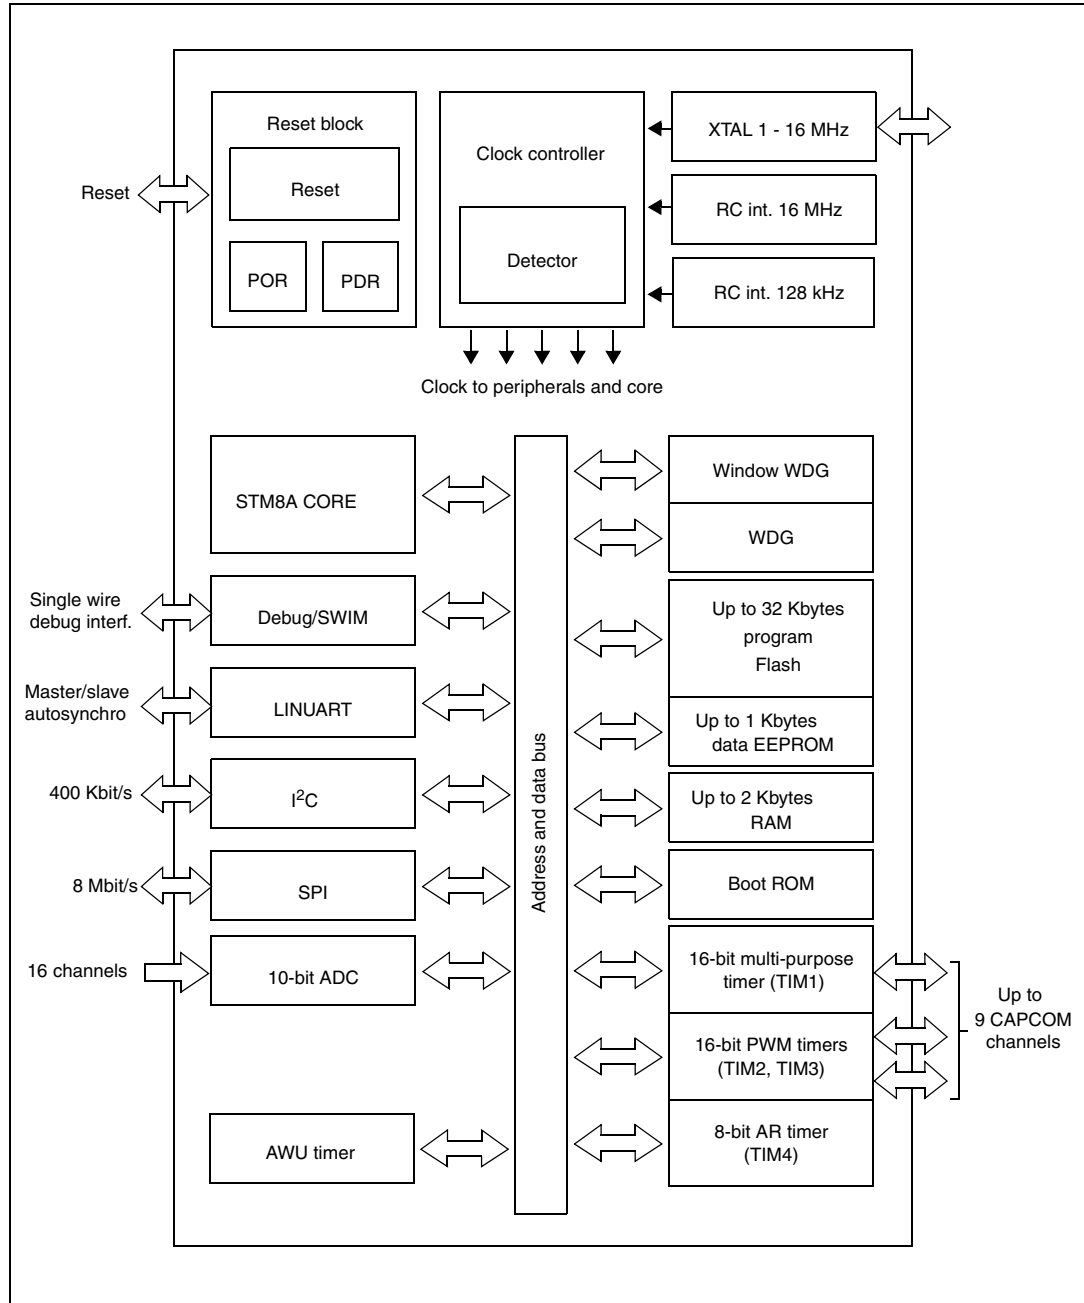 Reset block
Reset
POR
PDR
Reset
Clock controller
Detector
XTAL 1 - 16 MHz
RC int. 16 MHz
RC int. 128 kHz
Clock to peripherals and core
STM8A CORE
Single wire
debug interf.
Debug/SWIM
Master/slave
autosynchro
LINUART
400 Kbit/s
I²C
8 Mbit/s
SPI
16 channels
10-bit ADC
AWU timer
Address and data bus
Window WDG
WDG
Up to 32 Kbytes
program
Flash
Up to 1 Kbytes
data EEPROM
Up to 2 Kbytes
RAM
Boot ROM
16-bit multi-purpose
timer (TIM1)
16-bit PWM timers
(TIM2, TIM3)
8-bit AR timer
(TIM4)
Up to
9 CAPCOM
channels